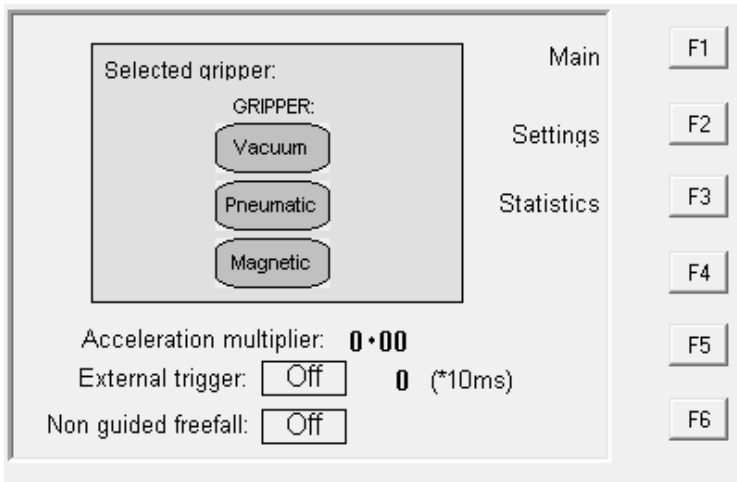 Selected gripper:
GRIPPER:
Vacuum
Pneumatic
Magnetic
Main
Settings
Statistics
Acceleration multiplier: 0.00
External trigger: Off 0 (*10ms)
Non guided freefall: Off
F1
F2
F3
F4
F5
F6